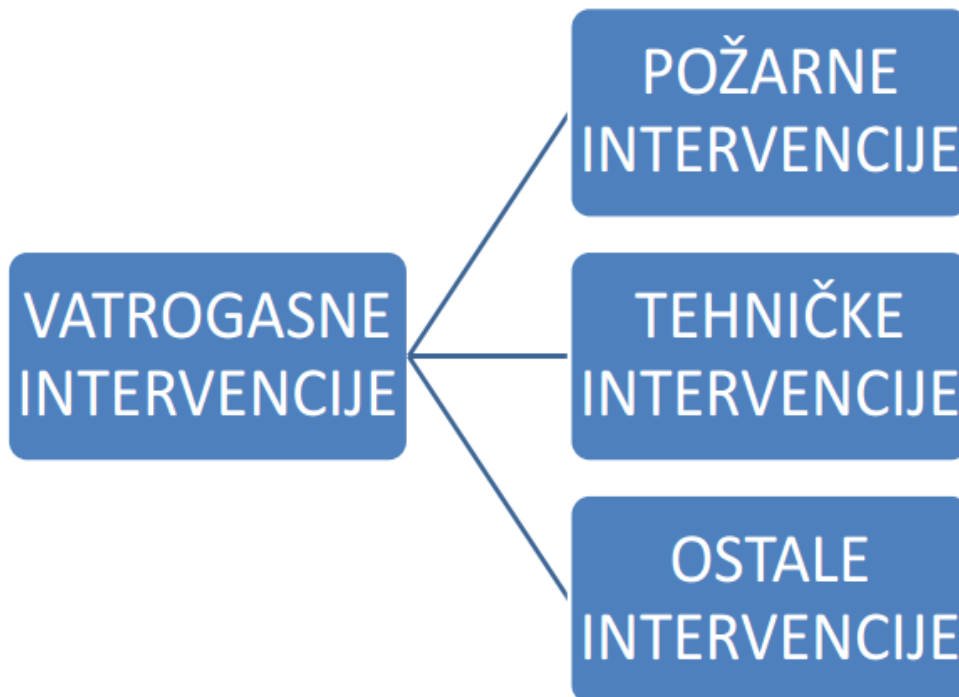 VATROGASNE
INTERVENCIJE
POŽARNE
INTERVENCIJE
TEHNIČKE
INTERVENCIJE
OSTALE
INTERVENCIJE